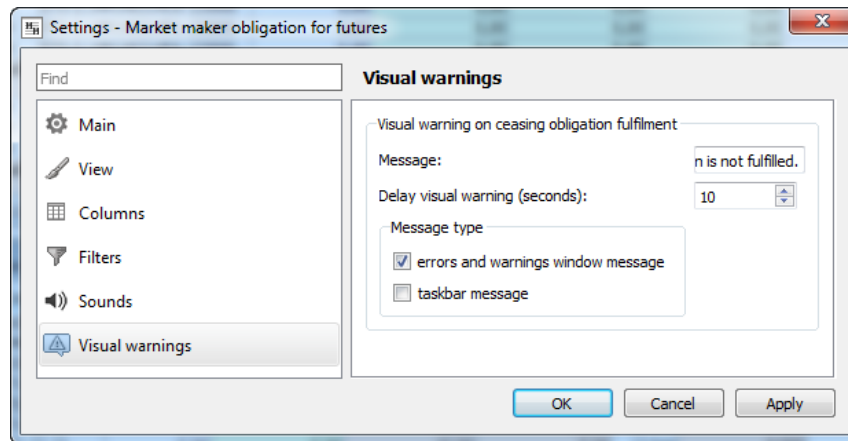 Settings - Market maker obligation for futures
Find
Main
View
Columns
Filters
Sounds
Visual warnings
Visual warnings
Visual warning on ceasing obligation fulfilment
Message: n is not fulfilled.
Delay visual warning (seconds): 10
Message type
errors and warnings window message
taskbar message
OK Cancel Apply